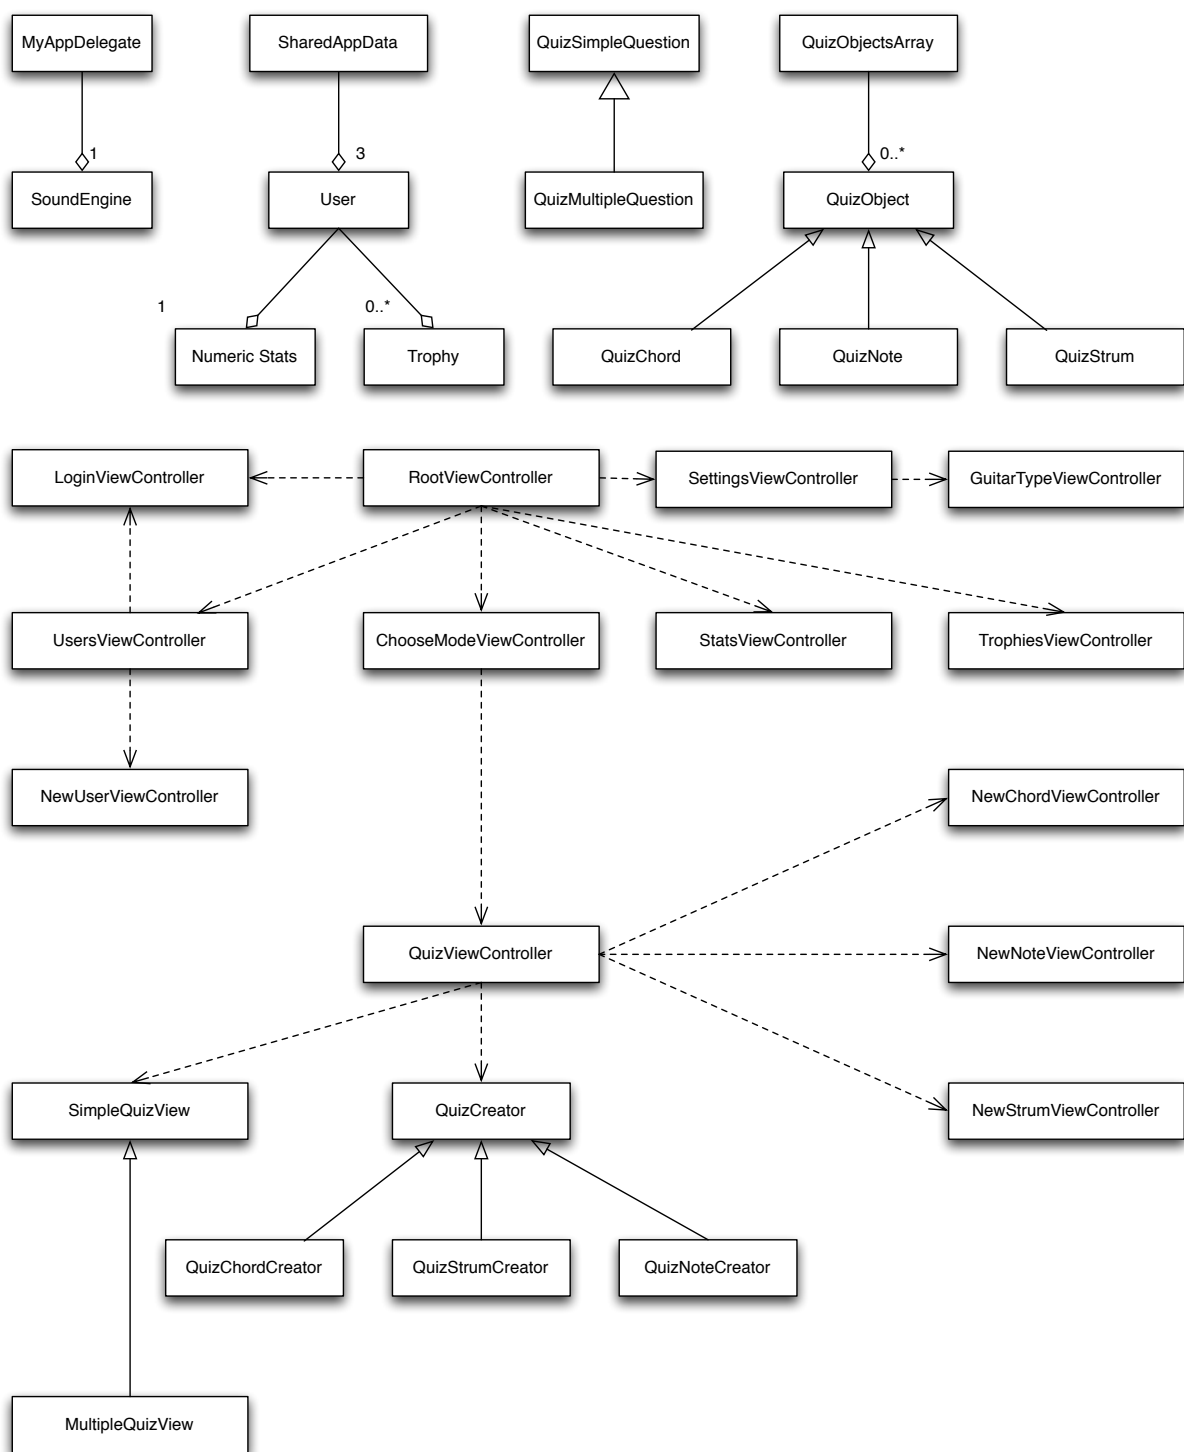 MyAppDelegate
SharedAppData
QuizSimpleQuestion
QuizObjectsArray
1
3
0..*
SoundEngine
User
QuizMultipleQuestion
QuizObject
1
0..*
Numeric Stats
Trophy
QuizChord
QuizNote
QuizStrum
LoginViewController
RootViewController
SettingsViewController
GuitarTypeViewController
UsersViewController
ChooseModeViewController
StatsViewController
TrophiesViewController
NewUserViewController
NewChordViewController
QuizViewController
NewNoteViewController
SimpleQuizView
QuizCreator
NewStrumViewController
QuizChordCreator
QuizStrumCreator
QuizNoteCreator
MultipleQuizView